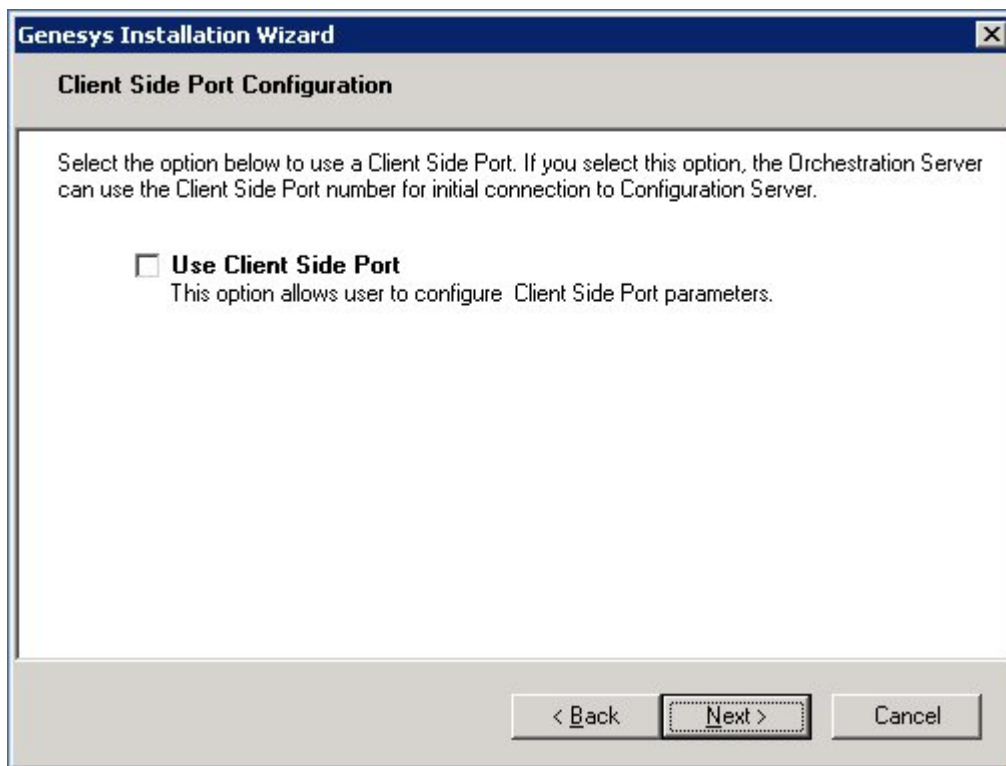 Genesys Installation Wizard
Client Side Port Configuration
Select the option below to use a Client Side Port. If you select this option, the Orchestration Server
can use the Client Side Port number for initial connection to Configuration Server.
Use Client Side Port
This option allows user to configure  Client Side Port parameters.
< Back
Next >
Cancel